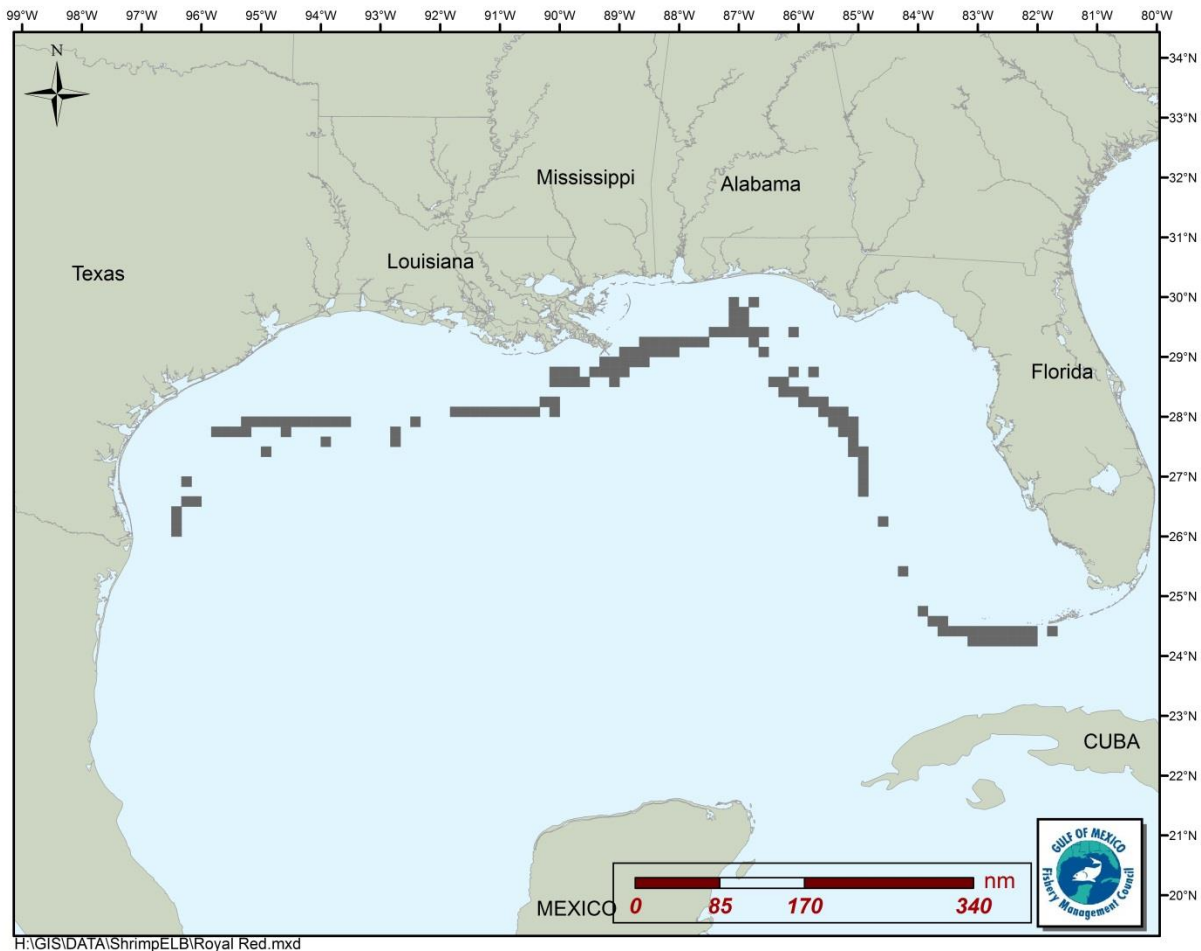 99°W 98°W 97°W 96°W 95°W 94°W 93°W 92°W 91°W 90°W 89°W 88°W 87°W 86°W 85°W 84°W 83°W 82°W 81°W 80°W
N
34°N
33°N
32°N
31°N
30°N
29°N
28°N
27°N
26°N
25°N
24°N
23°N
22°N
21°N
20°N
Mississippi
Alabama
Louisiana
Texas
Florida
CUBA
MEXICO
nm
0 85 170 340
GULF OF MEXICO
Fishery Management Council
H:\GIS\DATA\ShrimpELB\Royal Red.mxd